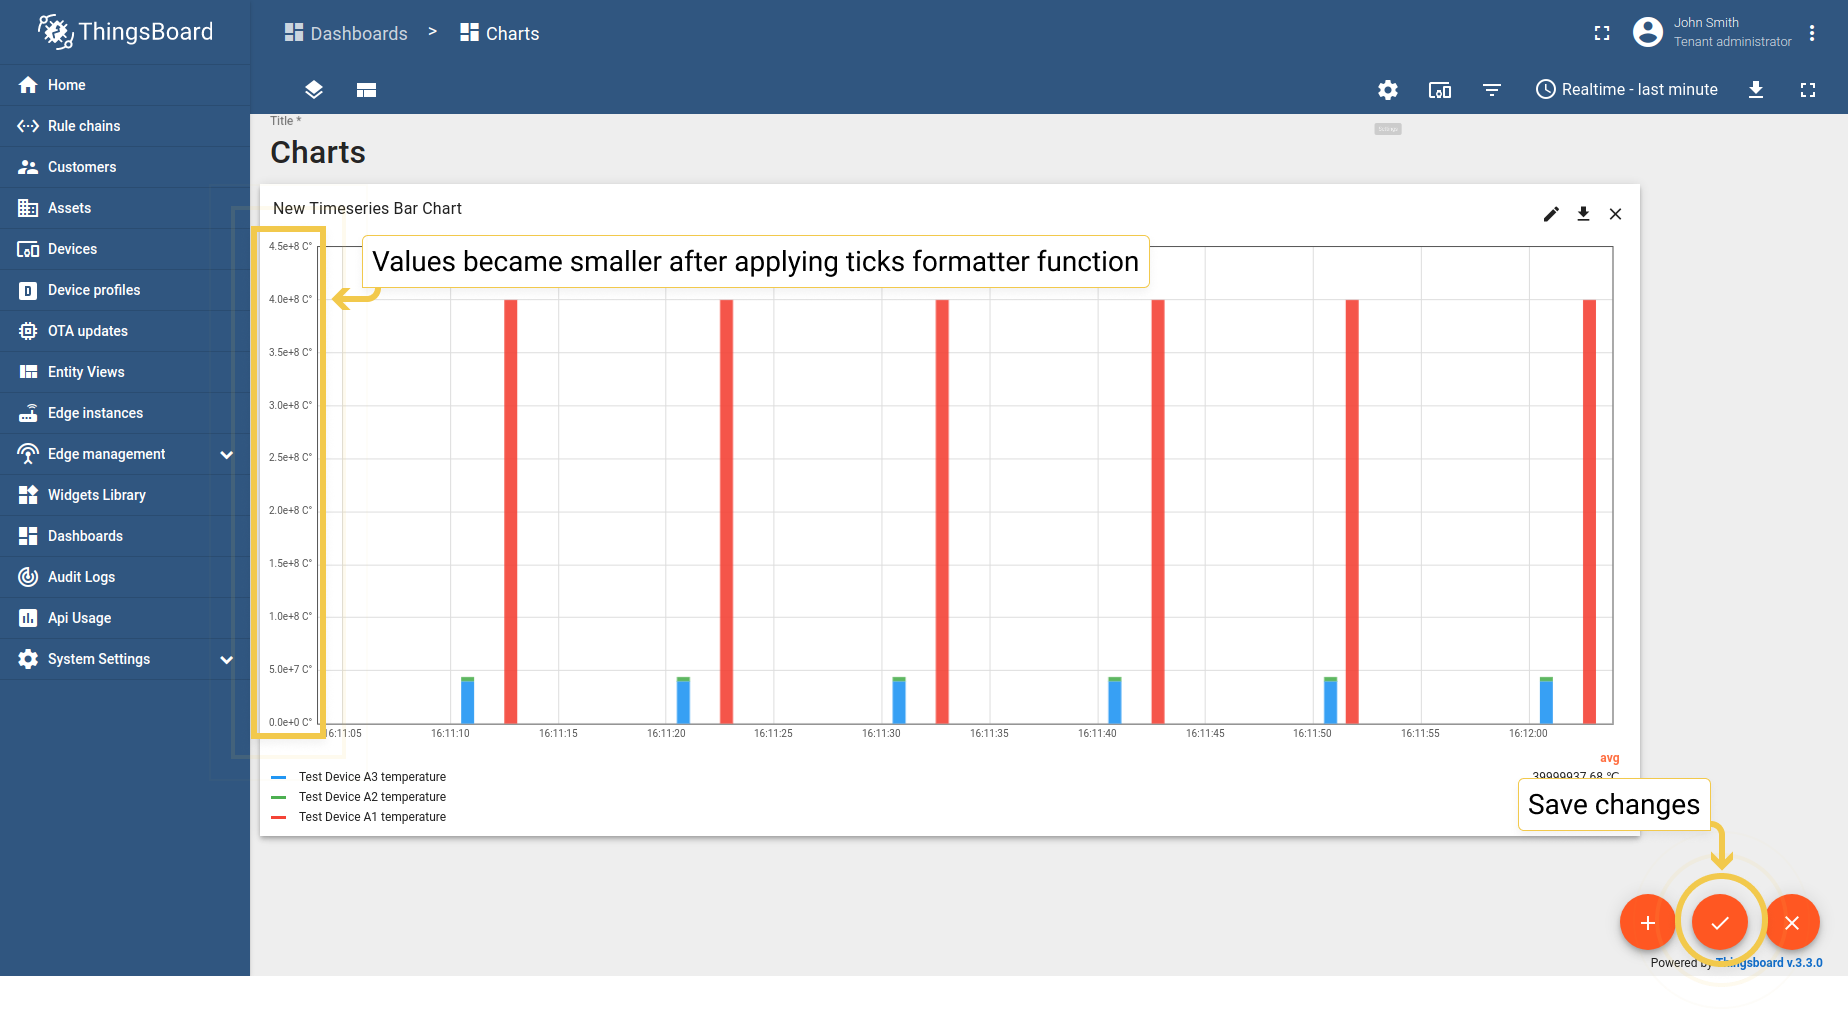 ThingsBoard
Dashboards > Charts
John Smith
Tenant administrator
Realtime - last minute
Home
Rule chains
Customers
Assets
Devices
Device profiles
OTA updates
Entity Views
Edge instances
Edge management
Widgets Library
Dashboards
Audit Logs
Api Usage
System Settings
Title *
Charts
New Timeseries Bar Chart
Values became smaller after applying ticks formatter function
4.5e+8 C°
4.0e+8 C°
3.5e+8 C°
3.0e+8 C°
2.5e+8 C°
2.0e+8 C°
1.5e+8 C°
1.0e+8 C°
5.0e+7 C°
0.0e+0 C°
16:11:05 16:11:10 16:11:15 16:11:20 16:11:25 16:11:30 16:11:35 16:11:40 16:11:45 16:11:50 16:11:55 16:12:00
avg
Test Device A3 temperature 39999937.68 °C
Test Device A2 temperature
Test Device A1 temperature
Save changes
Powered by Thingsboard v.3.3.0